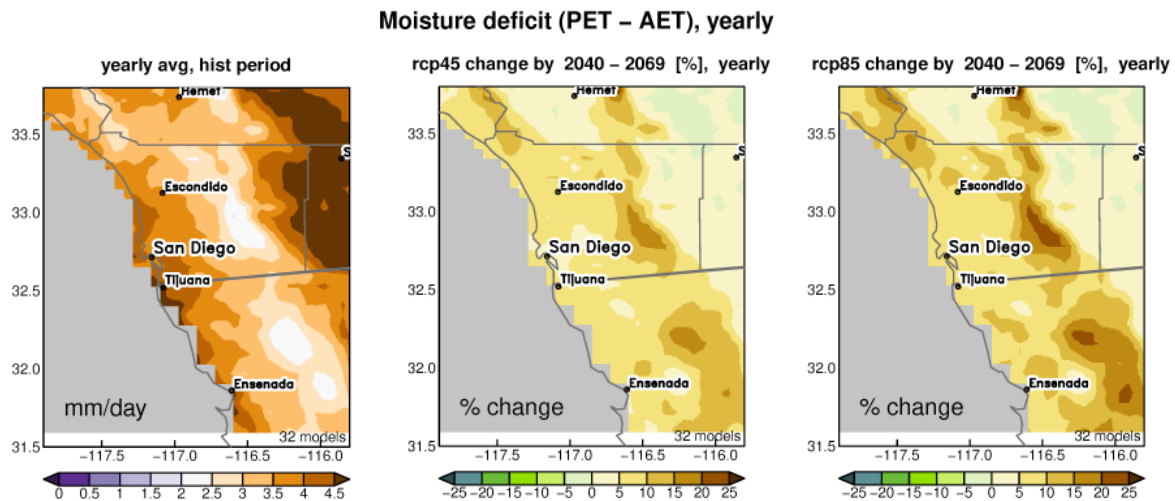 Moisture deficit (PET − AET), yearly
yearly avg, hist period
rcp45 change by 2040 − 2069 [%], yearly
rcp85 change by 2040 − 2069 [%], yearly
Hemet
33.5
S
Escondido
33.0
San Diego
Tijuana
32.5
32.0
Ensenada
mm/day
32 models
31.5
−117.5
−117.0
−116.5
−116.0
0 0.5 1 1.5 2 2.5 3 3.5 4 4.5
Hemet
33.5
S
Escondido
33.0
San Diego
Tijuana
32.5
32.0
Ensenada
% change
32 models
31.5
−117.5
−117.0
−116.5
−116.0
−25 −20 −15 −10 −5 0 5 10 15 20 25
Hemet
33.5
S
Escondido
33.0
San Diego
Tijuana
32.5
32.0
Ensenada
% change
32 models
31.5
−117.5
−117.0
−116.5
−116.0
−25 −20 −15 −10 −5 0 5 10 15 20 25